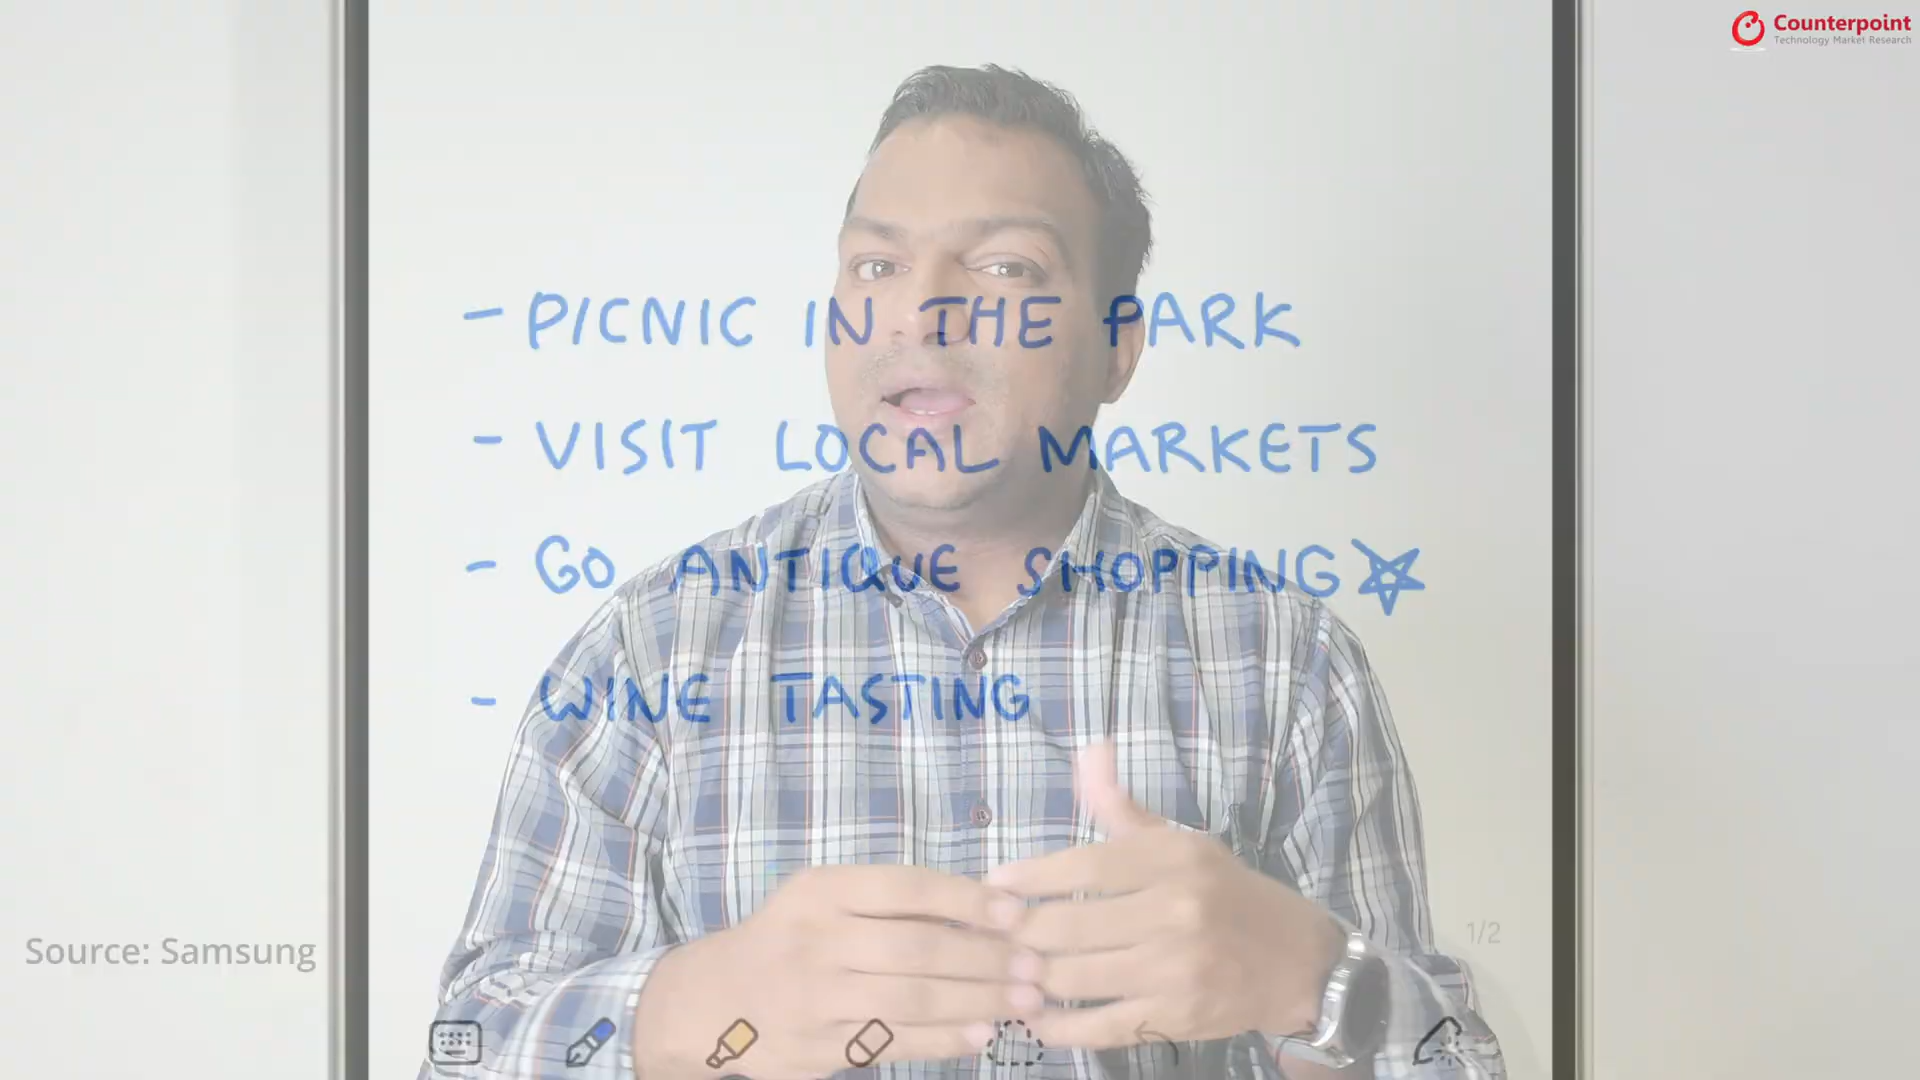 Counterpoint
Technology Market Research
- PICNIC IN THE PARK
- VISIT LOCAL MARKETS
- GO ANTIQUE SHOPPING
- WINE TASTING
1/2
Source: Samsung